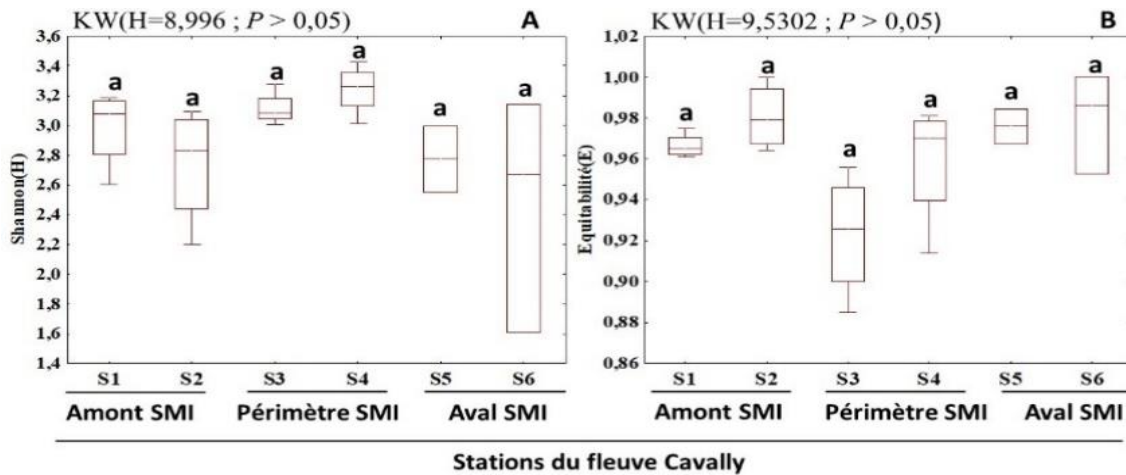 KW(H=8,996 ; P > 0,05) A
3,6
3,4
3,2
3,0
2,8
2,6
2,4
2,2
2,0
1,8
1,6
1,4
Shannon(H)
a a a a a a
S1 S2 S3 S4 S5 S6
Amont SMI Périmètre SMI Aval SMI
KW(H=9,5302 ; P > 0,05) B
1,02
1,00
0,98
0,96
0,94
0,92
0,90
0,88
0,86
Equitabilité(E)
a a a a a a
S1 S2 S3 S4 S5 S6
Amont SMI Périmètre SMI Aval SMI
Stations du fleuve Cavally